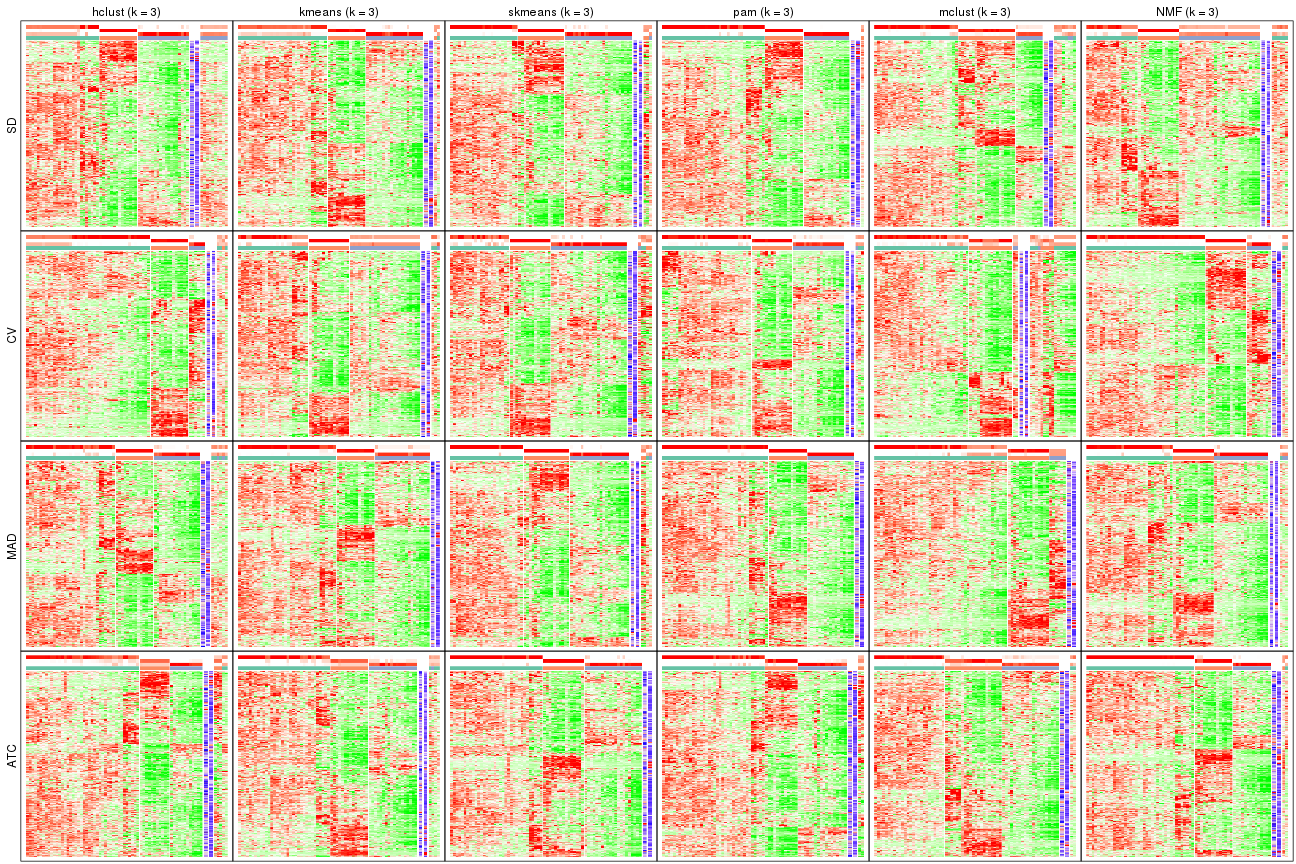 hclust (k = 3) kmeans (k = 3) skmeans (k = 3) pam (k = 3) mclust (k = 3) NMF (k = 3)
SD
CV
MAD
ATC